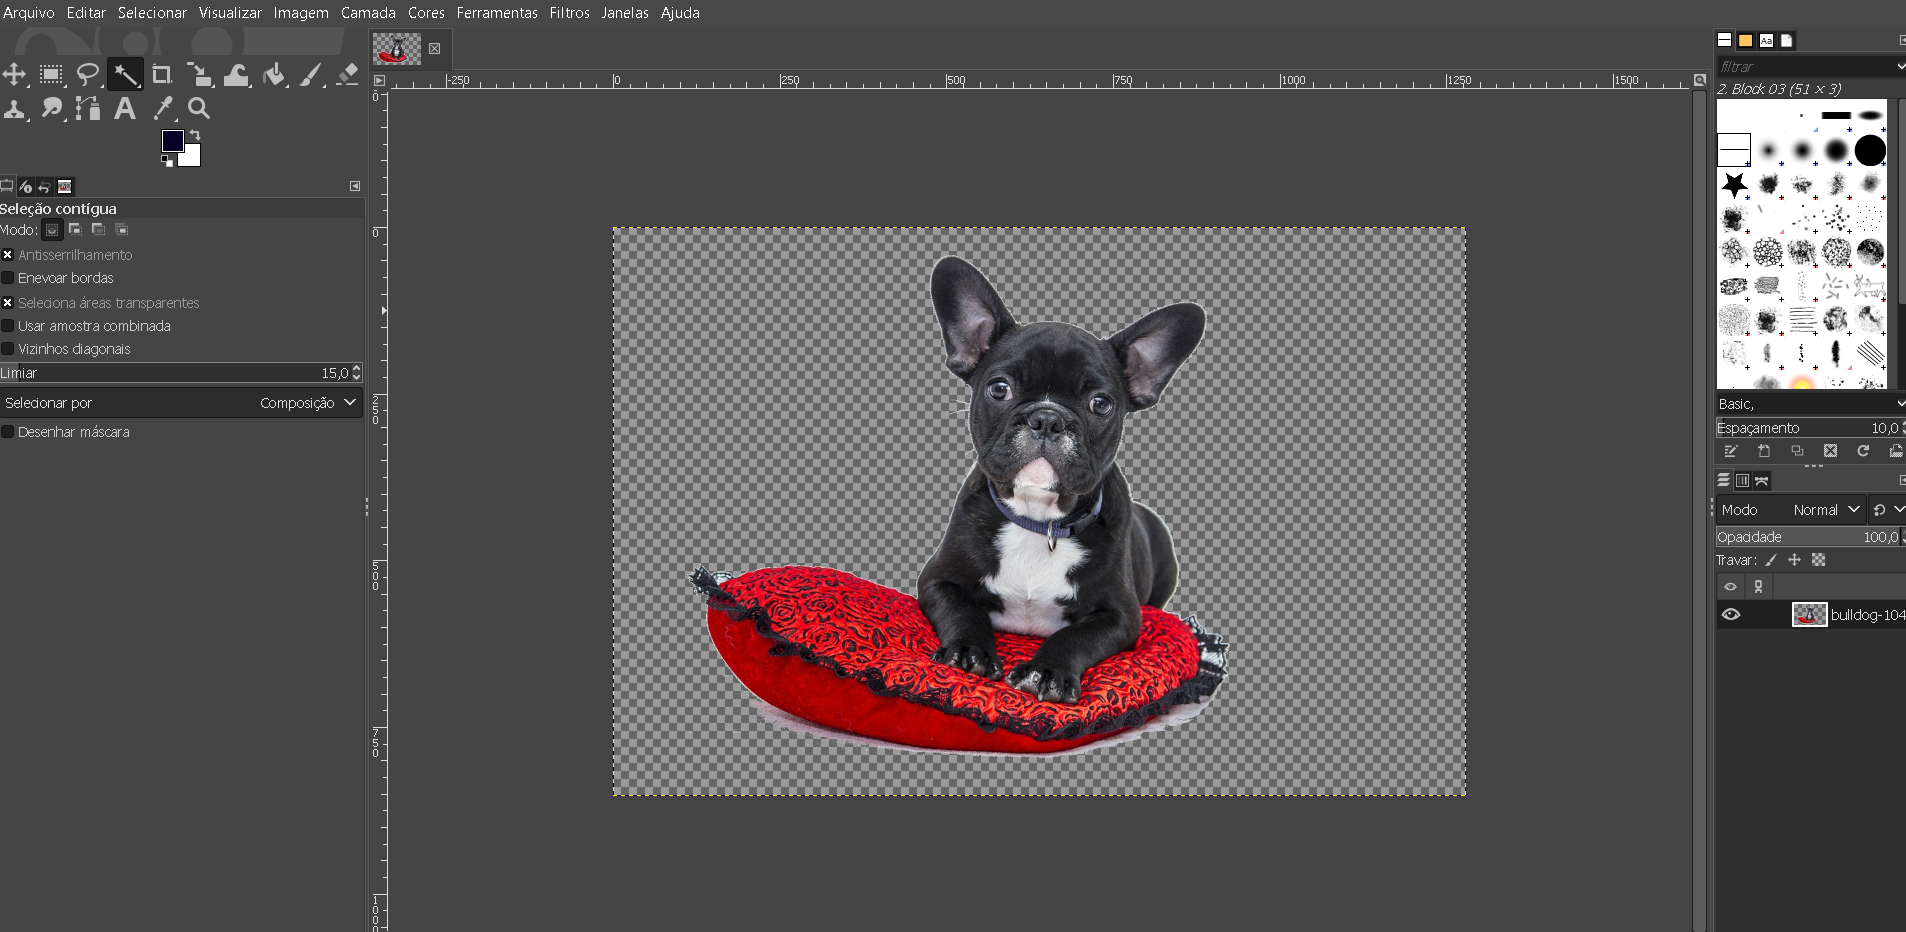 Arquivo Editar Selecionar Visualizar Imagem Camada Cores Ferramentas Filtros Janelas Ajuda
-250 0 250 500 750 1000 1250 1500
0
0
250
500
750
1000
Seleção contígua
Modo:
Antisserrilhamento
Enevoar bordas
Seleciona áreas transparentes
Usar amostra combinada
Vizinhos diagonais
Limiar 15,0
Selecionar por Composição
Desenhar máscara
Aa
filtrar
2. Block 03 (51 × 3)
Basic,
Espaçamento 10,0
Modo Normal
Opacidade 100,0
Travar:
bulldog-104